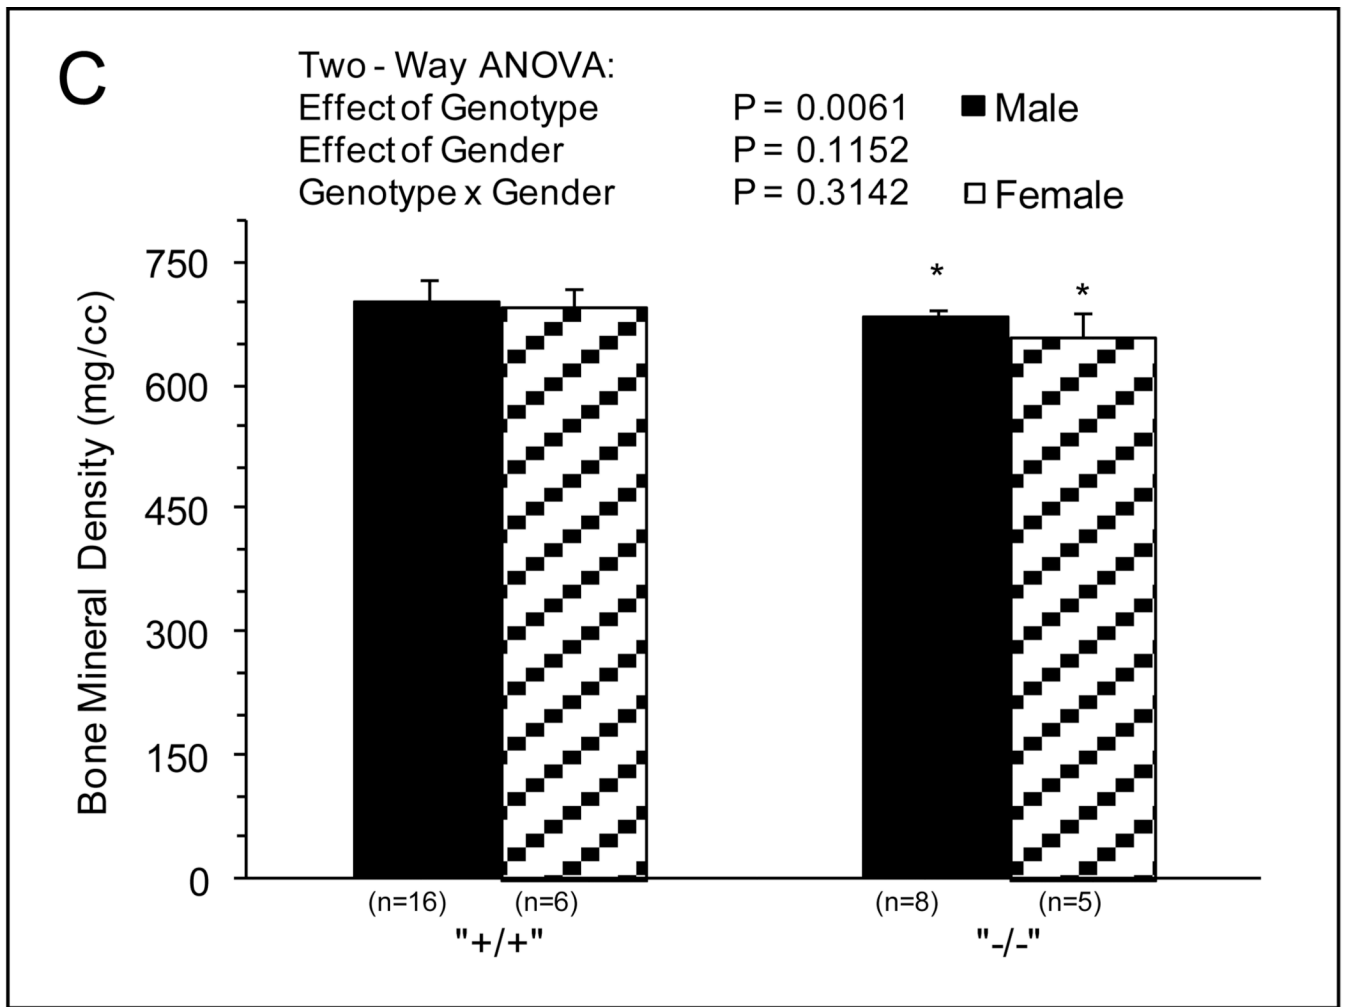 C
Two - Way ANOVA:
Effect of Genotype P = 0.0061
Effect of Gender P = 0.1152
Genotype x Gender P = 0.3142
Male
Female
Bone Mineral Density (mg/cc)
750
600
450
300
150
0
*
*
(n=16) (n=6) (n=8) (n=5)
"+/+" "-/-"